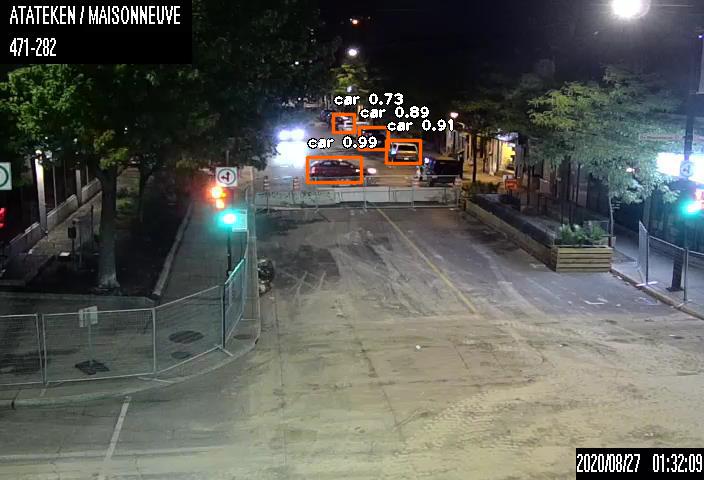 ATATEKEN / MAISONNEUVE
471-282
car 0.73
car 0.89
car 0.91
car 0.99
2020/08/27 01:32:09